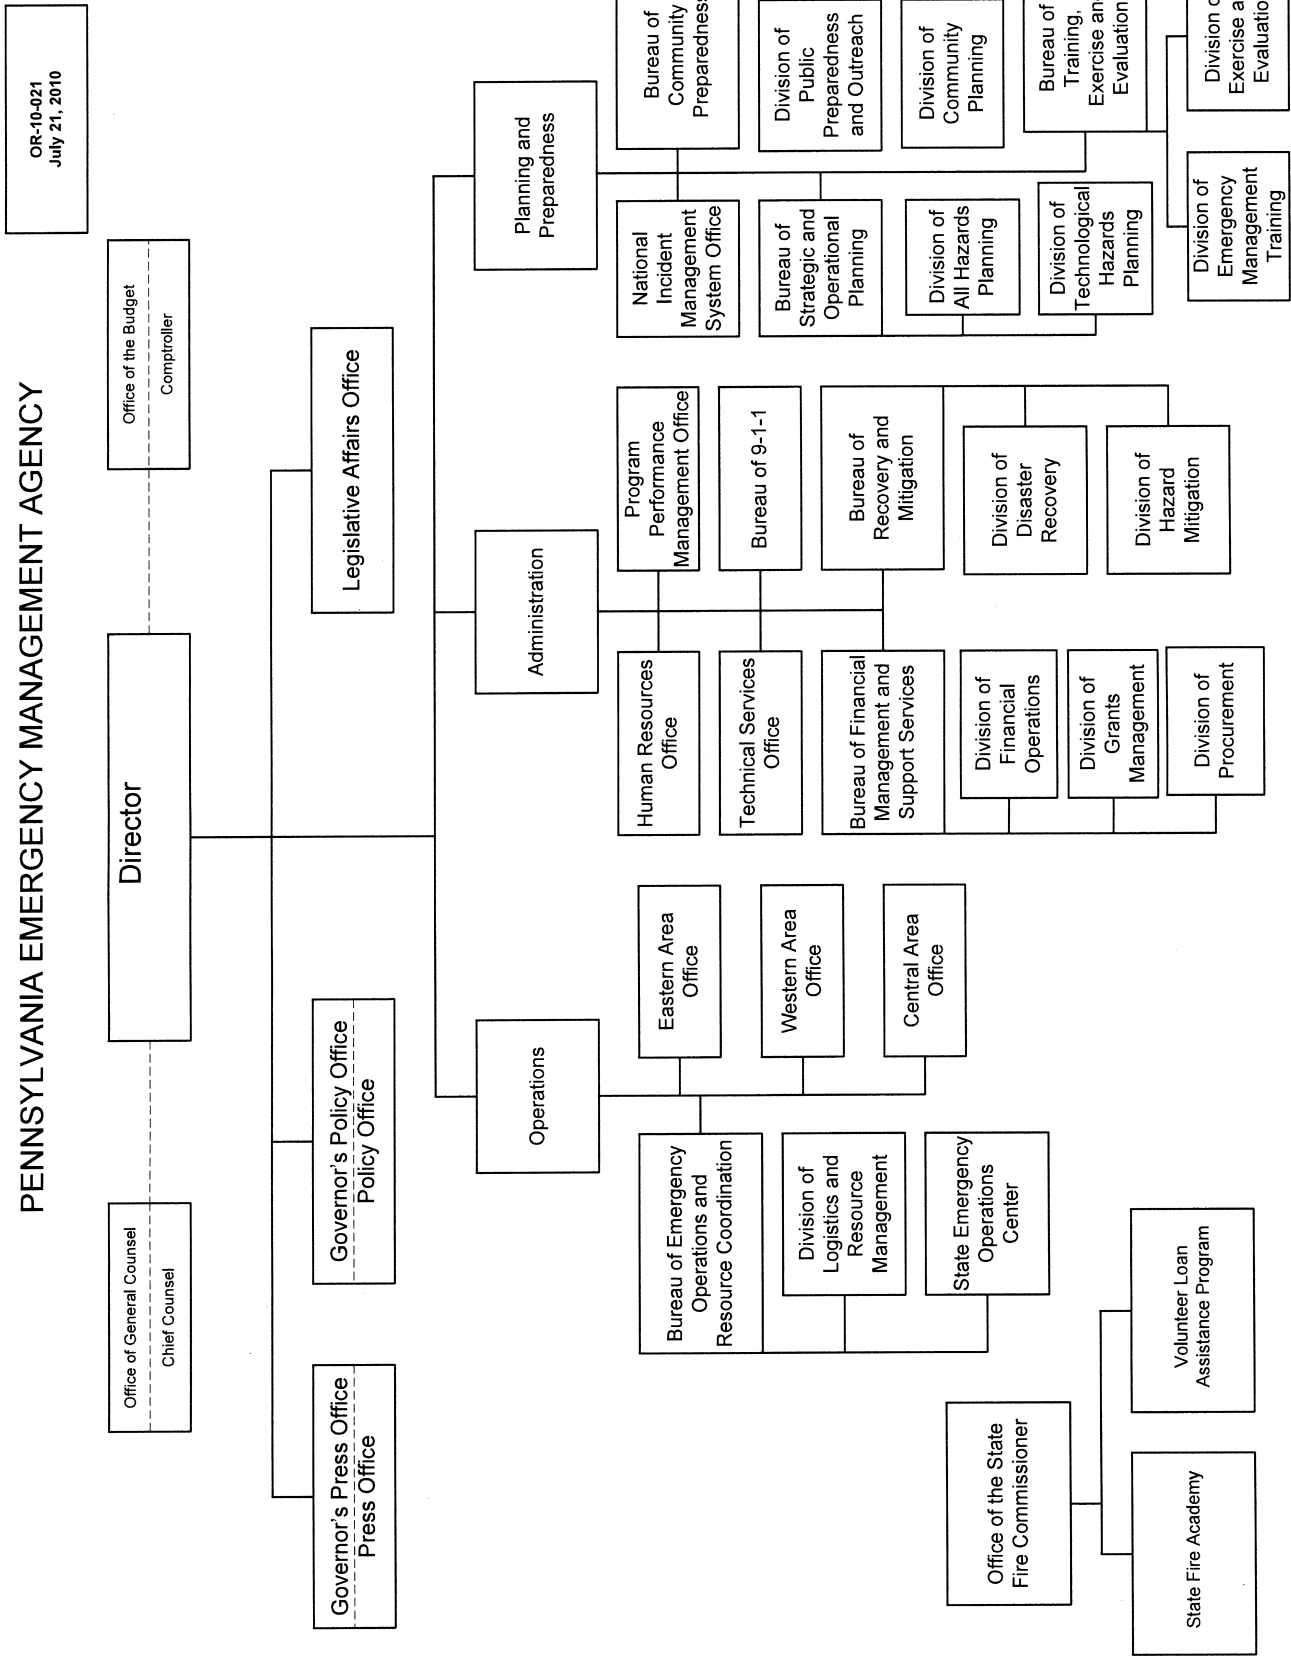 OR-10-021
July 21, 2010
PENNSYLVANIA EMERGENCY MANAGEMENT AGENCY
Office of General Counsel
Chief Counsel
Director
Office of the Budget
Comptroller
Governor's Press Office
Press Office
Governor's Policy Office
Policy Office
Legislative Affairs Office
Operations
Administration
Planning and
Preparedness
Bureau of Emergency
Operations and
Resource Coordination
Division of
Logistics and
Resource
Management
State Emergency
Operations
Center
Eastern Area
Office
Western Area
Office
Central Area
Office
Human Resources
Office
Technical Services
Office
Bureau of Financial
Management and
Support Services
Division of
Financial
Operations
Division of
Grants
Management
Division of
Procurement
Program
Performance
Management Office
Bureau of 9-1-1
Bureau of
Recovery and
Mitigation
Division of
Disaster
Recovery
Division of
Hazard
Mitigation
National
Incident
Management
System Office
Bureau of
Strategic and
Operational
Planning
Division of
All Hazards
Planning
Division of
Technological
Hazards
Planning
Division of
Emergency
Management
Training
Bureau of
Community
Preparedness
Division of
Public
Preparedness
and Outreach
Division of
Community
Planning
Bureau of
Training,
Exercise an
Evaluation
Division o
Exercise a
Evaluatio
Office of the State
Fire Commissioner
State Fire Academy
Volunteer Loan
Assistance Program